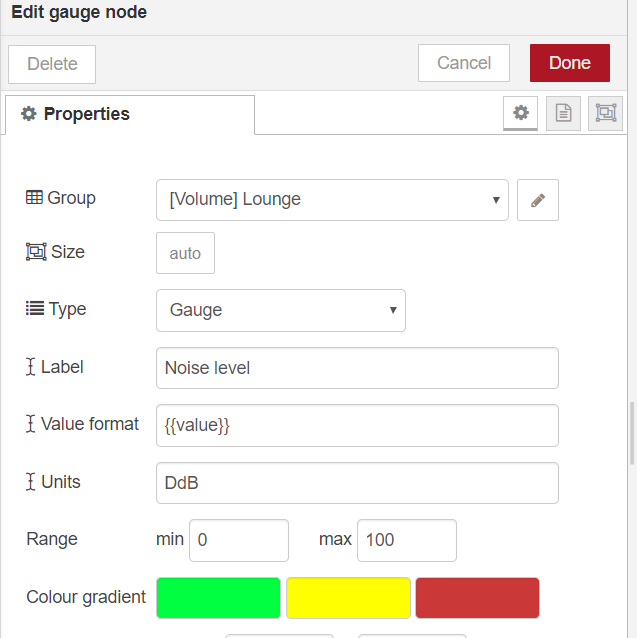 Edit gauge node
Delete Cancel Done
Properties
Group [Volume] Lounge
Size auto
Type Gauge
Label Noise level
Value format {{value}}
Units DdB
Range min 0 max 100
Colour gradient